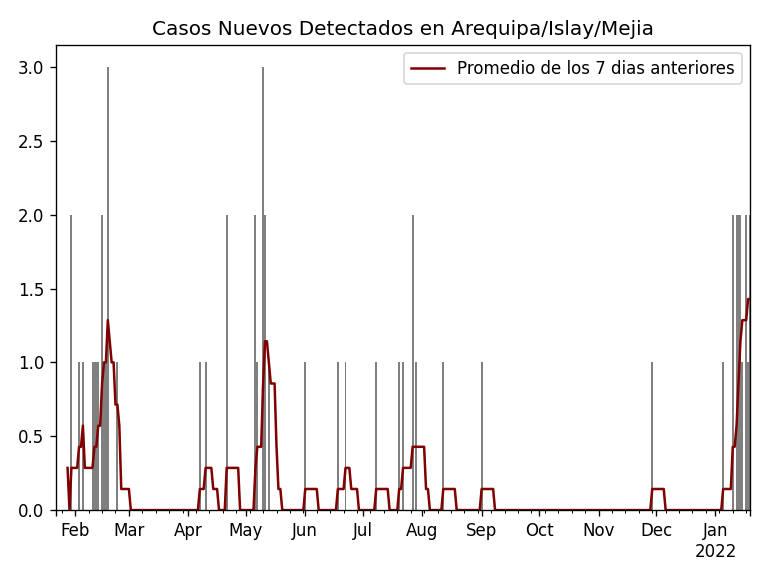 Casos Nuevos Detectados en Arequipa/Islay/Mejia
Promedio de los 7 dias anteriores
3.0
2.5
2.0
1.5
1.0
0.5
0.0
Feb Mar Apr May Jun Jul Aug Sep Oct Nov Dec Jan
2022